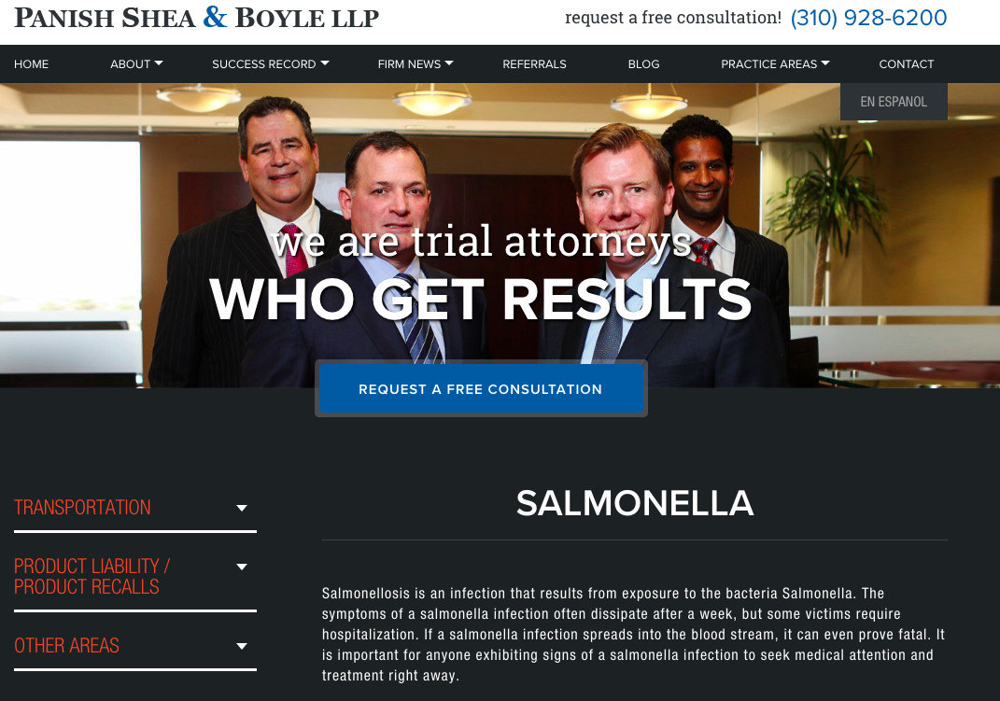 PANISH SHEA & BOYLE LLP
request a free consultation! (310) 928-6200
HOME ABOUT SUCCESS RECORD FIRM NEWS REFERRALS BLOG PRACTICE AREAS CONTACT
EN ESPANOL
we are trial attorneys
WHO GET RESULTS
REQUEST A FREE CONSULTATION
TRANSPORTATION
PRODUCT LIABILITY /
PRODUCT RECALLS
OTHER AREAS
SALMONELLA
Salmonellosis is an infection that results from exposure to the bacteria Salmonella. The
symptoms of a salmonella infection often dissipate after a week, but some victims require
hospitalization. If a salmonella infection spreads into the blood stream, it can even prove fatal. It
is important for anyone exhibiting signs of a salmonella infection to seek medical attention and
treatment right away.